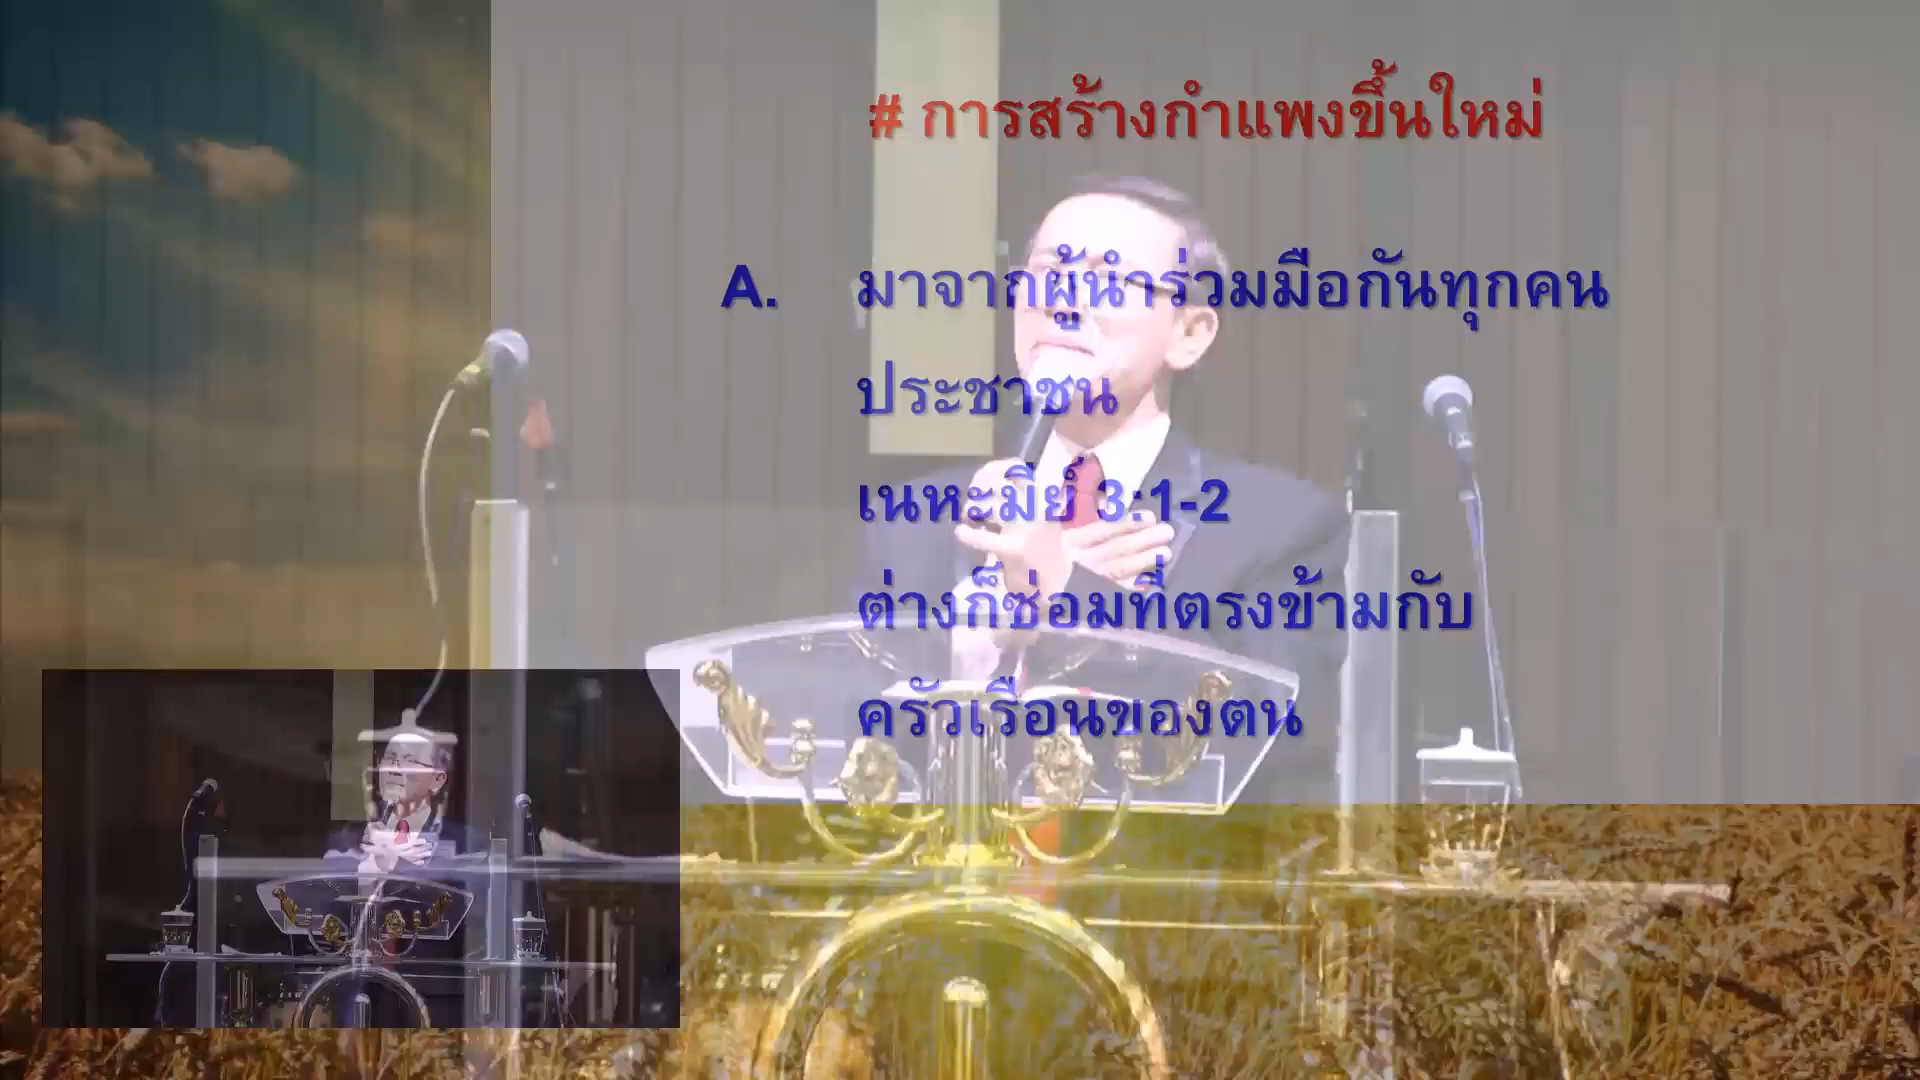 # การสร้างกำแพงขึ้นใหม่
A. มาจากผู้นำร่วมมือกันทุกคน
ประชาชน
เนหะมีย์ 3:1-2
ต่างก็ซ่อมที่ตรงข้ามกับ
ครัวเรือนของตน